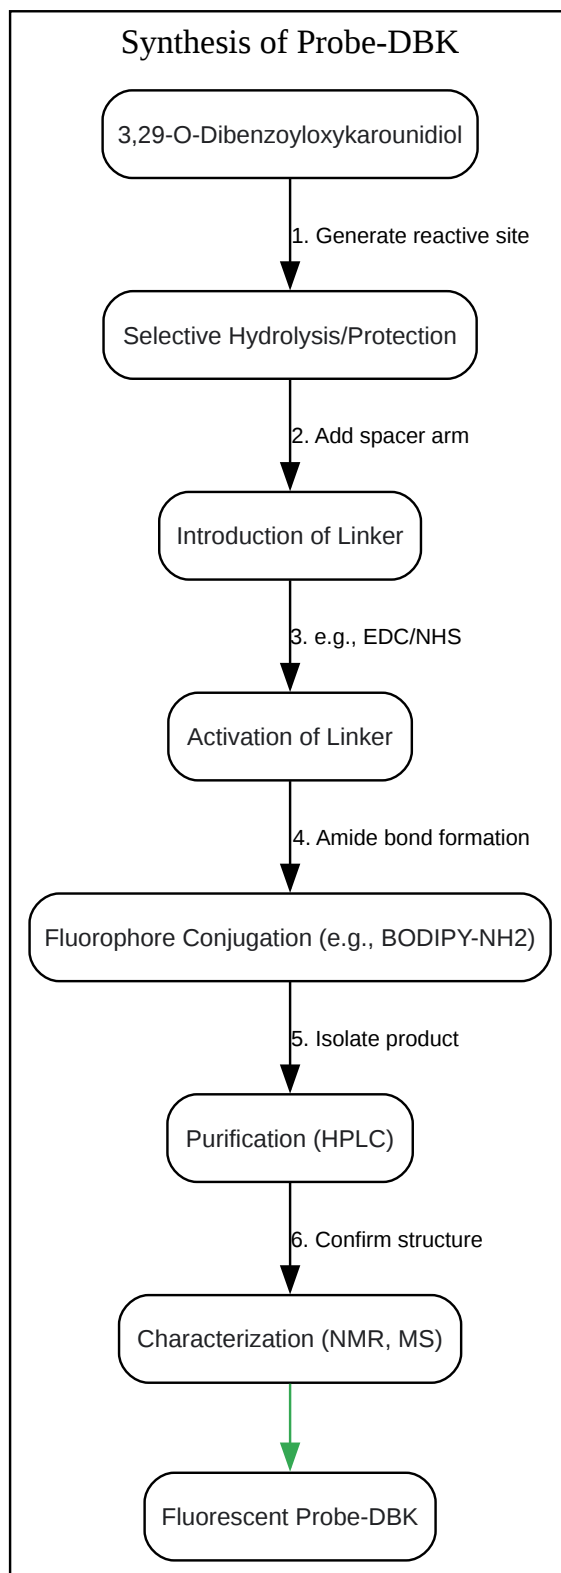 Synthesis of Probe-DBK
3,29-O-Dibenzoyloxykarounidiol
1. Generate reactive site
Selective Hydrolysis/Protection
2. Add spacer arm
Introduction of Linker
3. e.g., EDC/NHS
Activation of Linker
4. Amide bond formation
Fluorophore Conjugation (e.g., BODIPY-NH2)
5. Isolate product
Purification (HPLC)
6. Confirm structure
Characterization (NMR, MS)
Fluorescent Probe-DBK